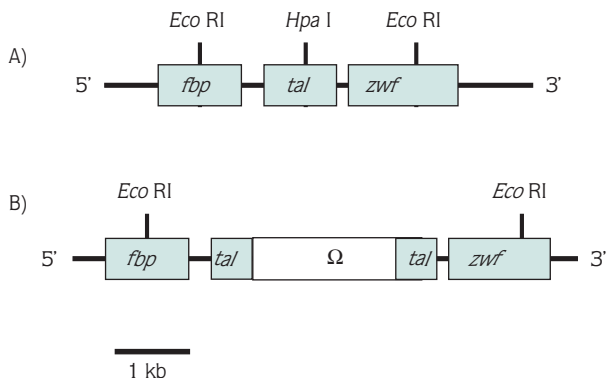 Eco RI Hpa I Eco RI
A)
5' fbp tal zwf 3'
Eco RI Eco RI
B)
5' fbp tal Ω tal zwf 3'
1 kb